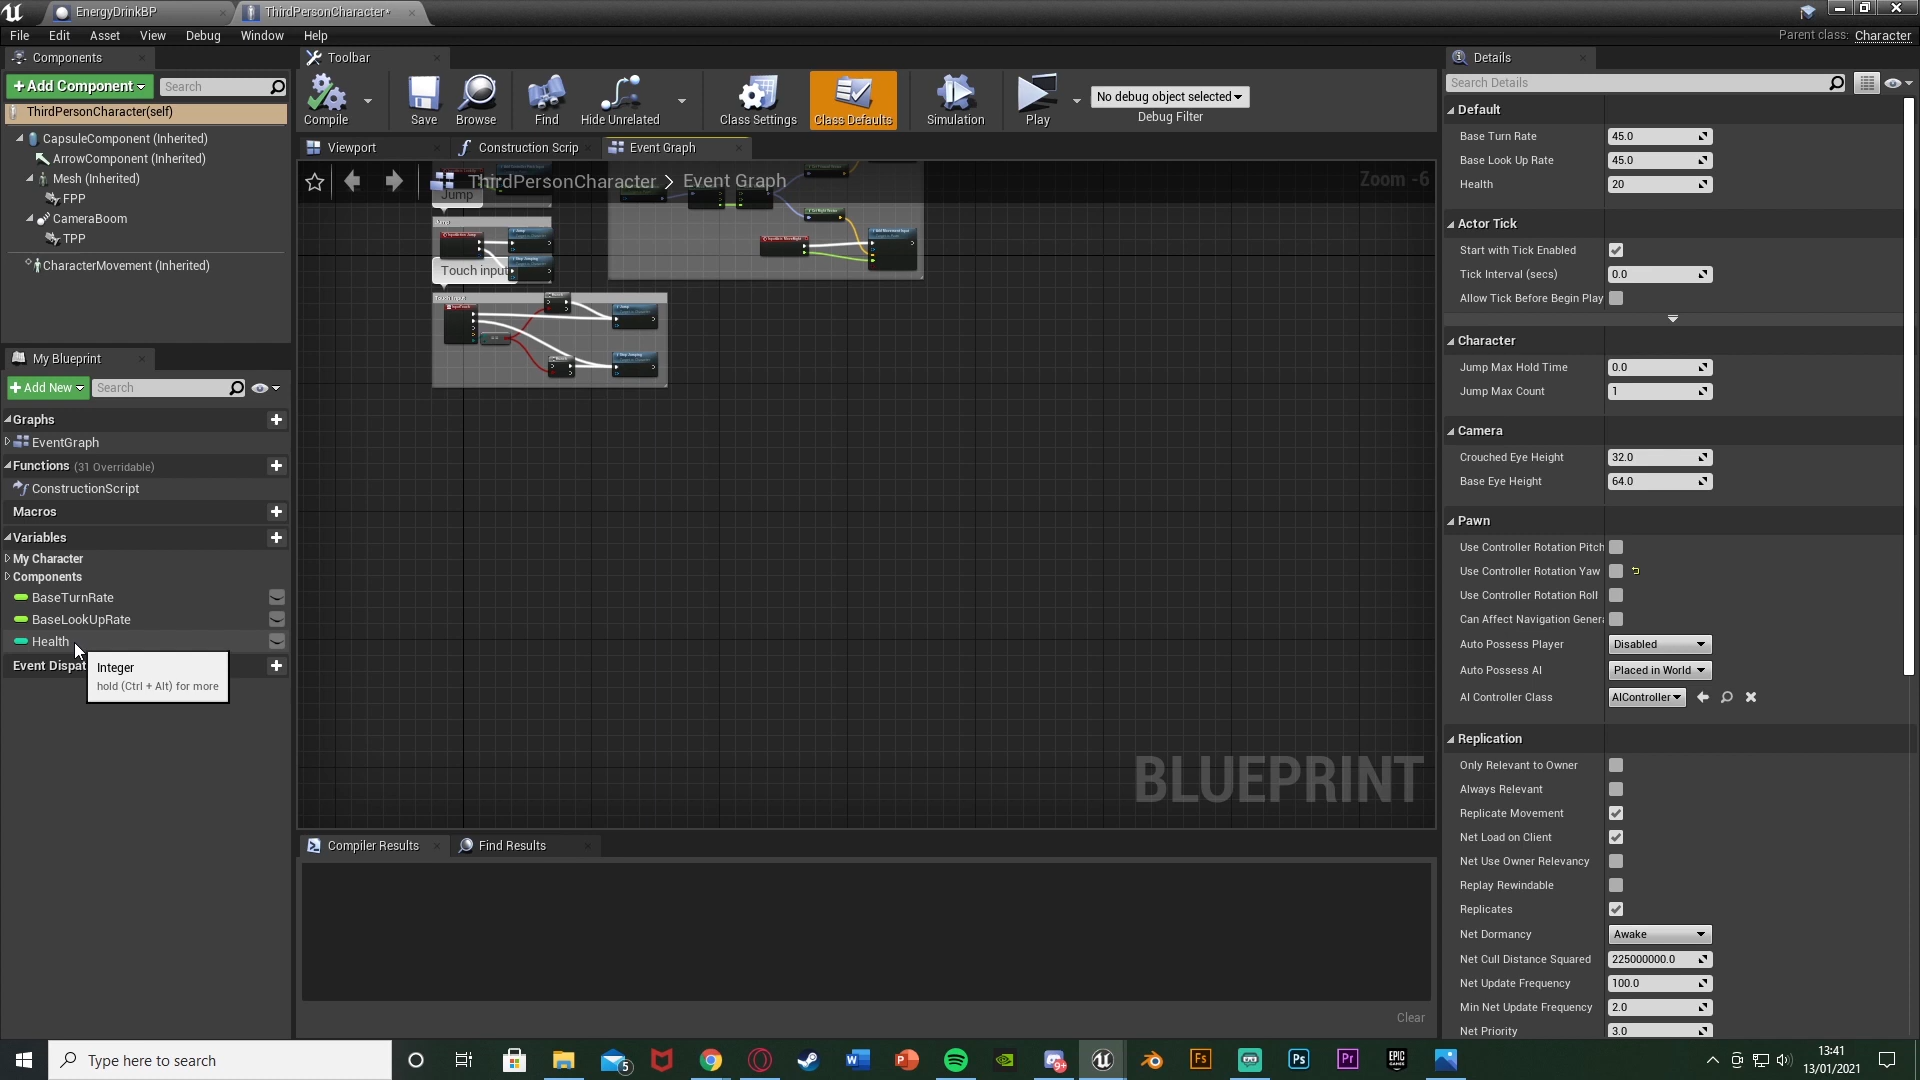 EnergyDrinkBP
ThirdPersonCharacter*
File Edit Asset View Debug Window Help
Parent class: Character
Components
+ Add Component
Search
ThirdPersonCharacter(self)
CapsuleComponent (Inherited)
ArrowComponent (Inherited)
Mesh (Inherited)
FPP
CameraBoom
TPP
CharacterMovement (Inherited)
My Blueprint
+ Add New
Search
Graphs
EventGraph
Functions (31 Overridable)
ConstructionScript
Macros
Variables
My Character
Components
BaseTurnRate
BaseLookUpRate
Health
Event Dispat
Integer
hold (Ctrl + Alt) for more
Toolbar
Compile
Save
Browse
Find
Hide Unrelated
Class Settings
Class Defaults
Simulation
Play
No debug object selected
Debug Filter
Viewport
Construction Scrip
Event Graph
ThirdPersonCharacter > Event Graph
Zoom -6
Jump
Touch input
BLUEPRINT
Compiler Results
Find Results
Clear
Details
Search Details
Default
Base Turn Rate 45.0
Base Look Up Rate 45.0
Health 20
Actor Tick
Start with Tick Enabled
Tick Interval (secs) 0.0
Allow Tick Before Begin Play
Character
Jump Max Hold Time 0.0
Jump Max Count 1
Camera
Crouched Eye Height 32.0
Base Eye Height 64.0
Pawn
Use Controller Rotation Pitch
Use Controller Rotation Yaw
Use Controller Rotation Roll
Can Affect Navigation Genera
Auto Possess Player Disabled
Auto Possess AI Placed in World
AI Controller Class AIController
Replication
Only Relevant to Owner
Always Relevant
Replicate Movement
Net Load on Client
Net Use Owner Relevancy
Replay Rewindable
Replicates
Net Dormancy Awake
Net Cull Distance Squared 225000000.0
Net Update Frequency 100.0
Min Net Update Frequency 2.0
Net Priority 3.0
Type here to search
5
9+
Fs
Ps
Pr
EPIC GAMES
13:41
13/01/2021